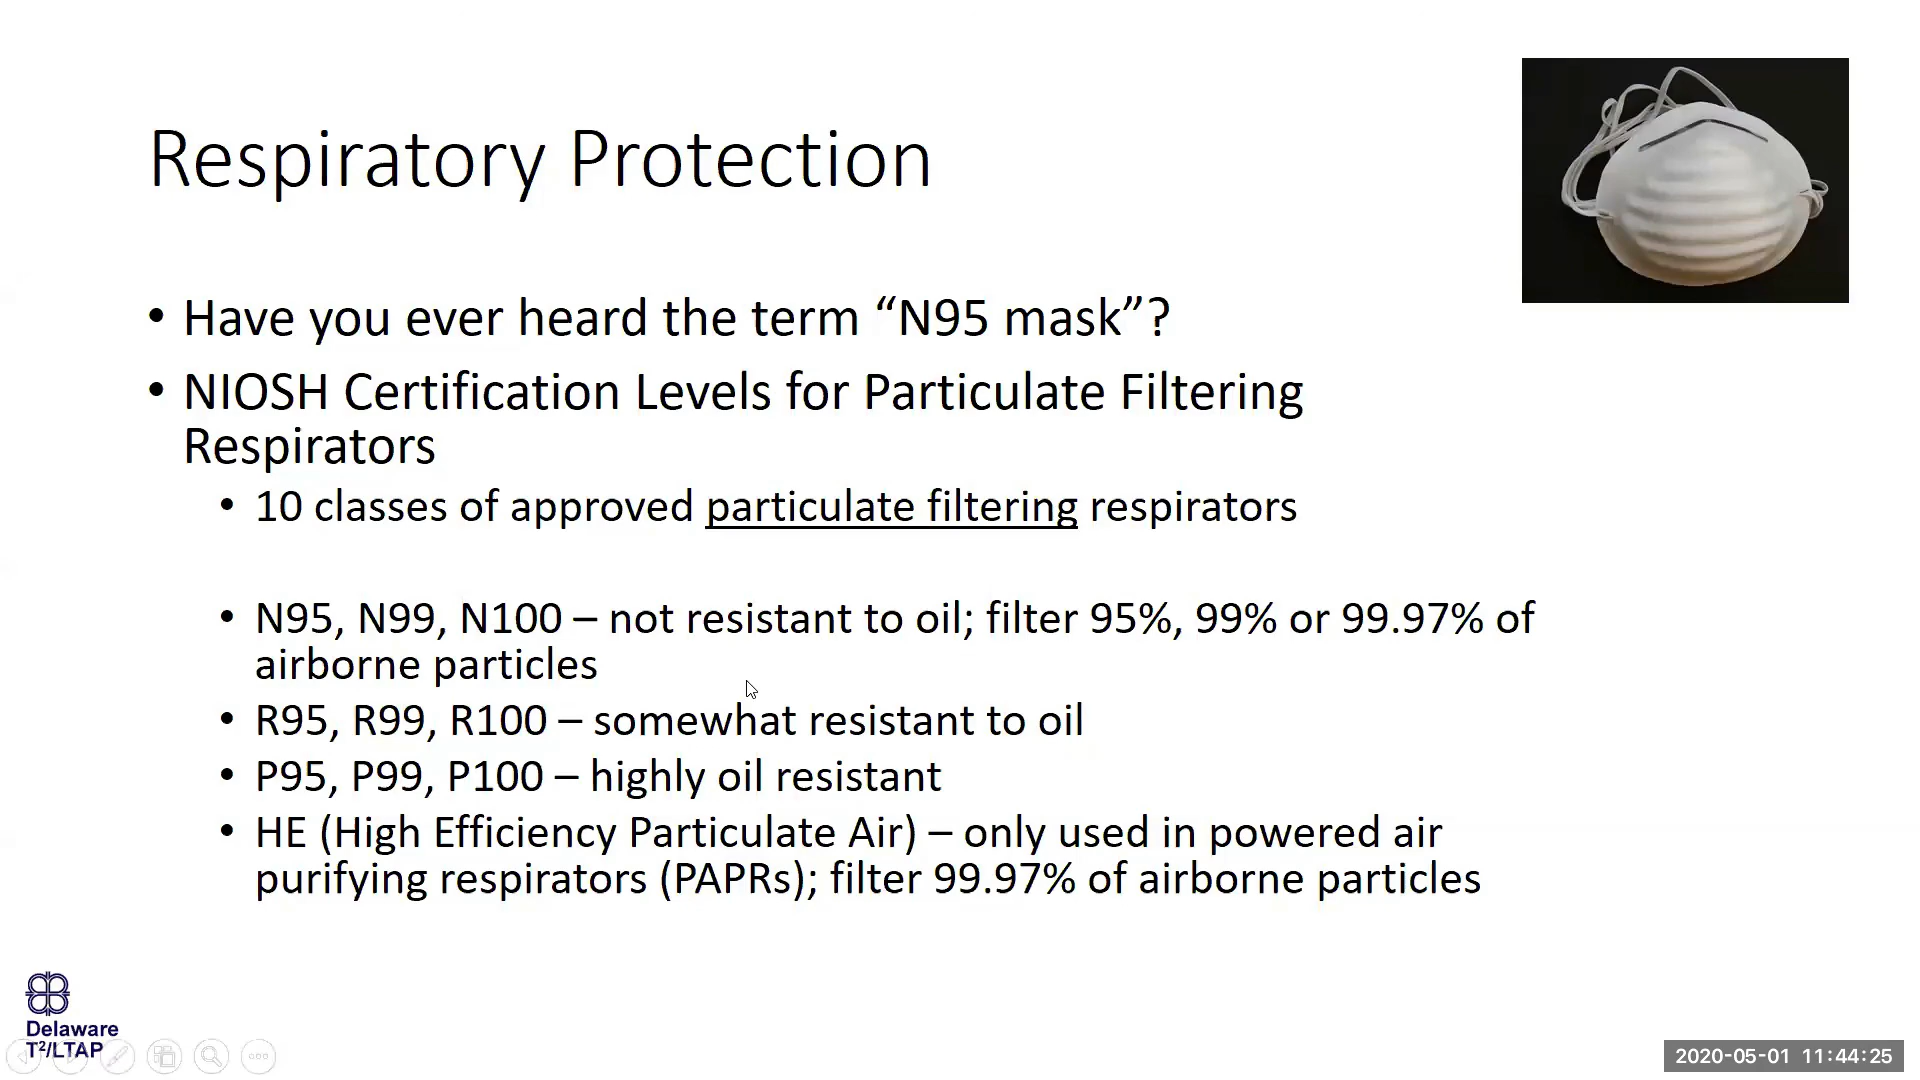 Respiratory Protection
• Have you ever heard the term “N95 mask”?
• NIOSH Certification Levels for Particulate Filtering
Respirators
• 10 classes of approved particulate filtering respirators
• N95, N99, N100 – not resistant to oil; filter 95%, 99% or 99.97% of
airborne particles
• R95, R99, R100 – somewhat resistant to oil
• P95, P99, P100 – highly oil resistant
• HE (High Efficiency Particulate Air) – only used in powered air
purifying respirators (PAPRs); filter 99.97% of airborne particles
Delaware
T²/LTAP
2020-05-01 11:44:25